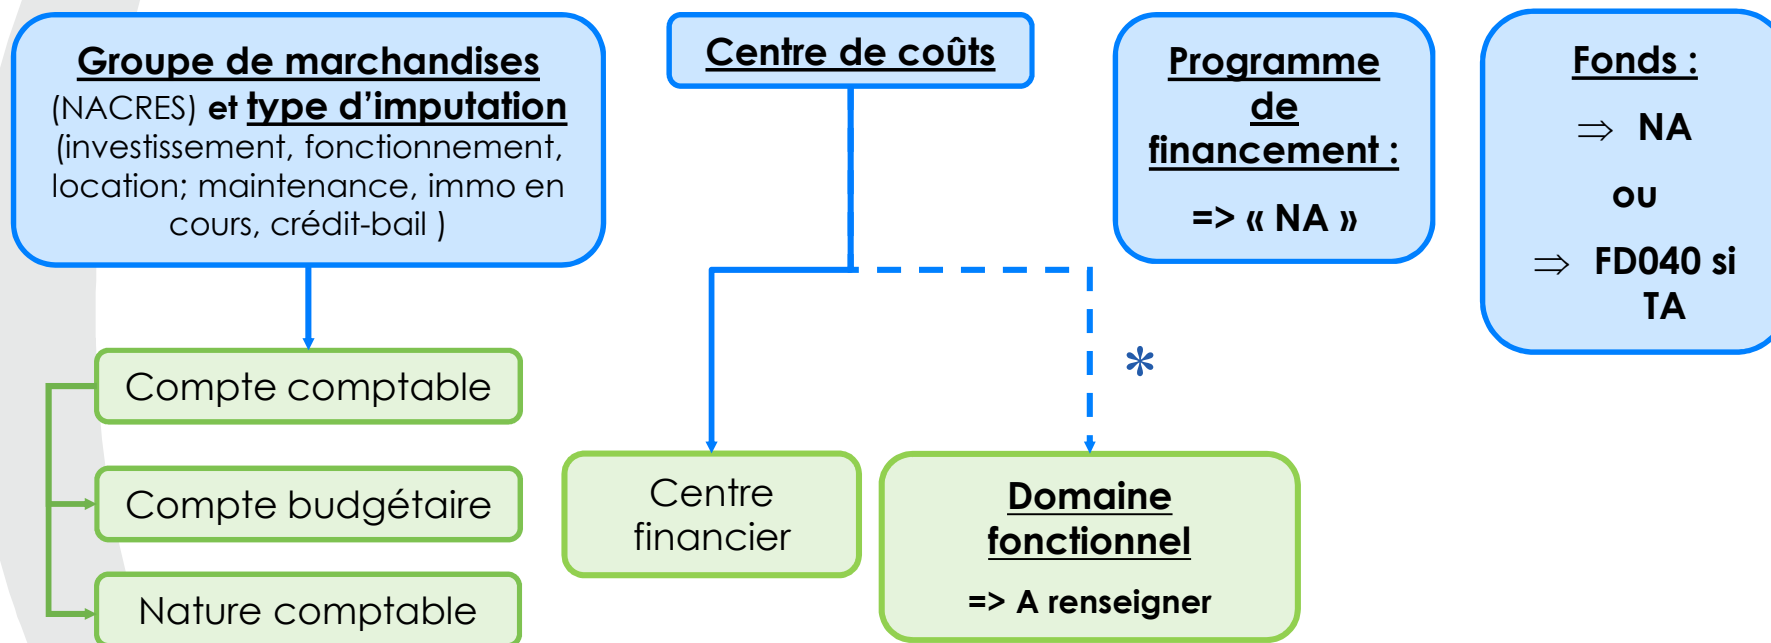 Groupe de marchandises
(NACRES) et type d’imputation
(investissement, fonctionnement,
location; maintenance, immo en
cours, crédit-bail )
Centre de coûts
Programme
de
financement :
=> « NA »
Fonds :
⇒ NA
ou
⇒ FD040 si
TA
*
Compte comptable
Compte budgétaire
Nature comptable
Centre
financier
Domaine
fonctionnel
=> A renseigner